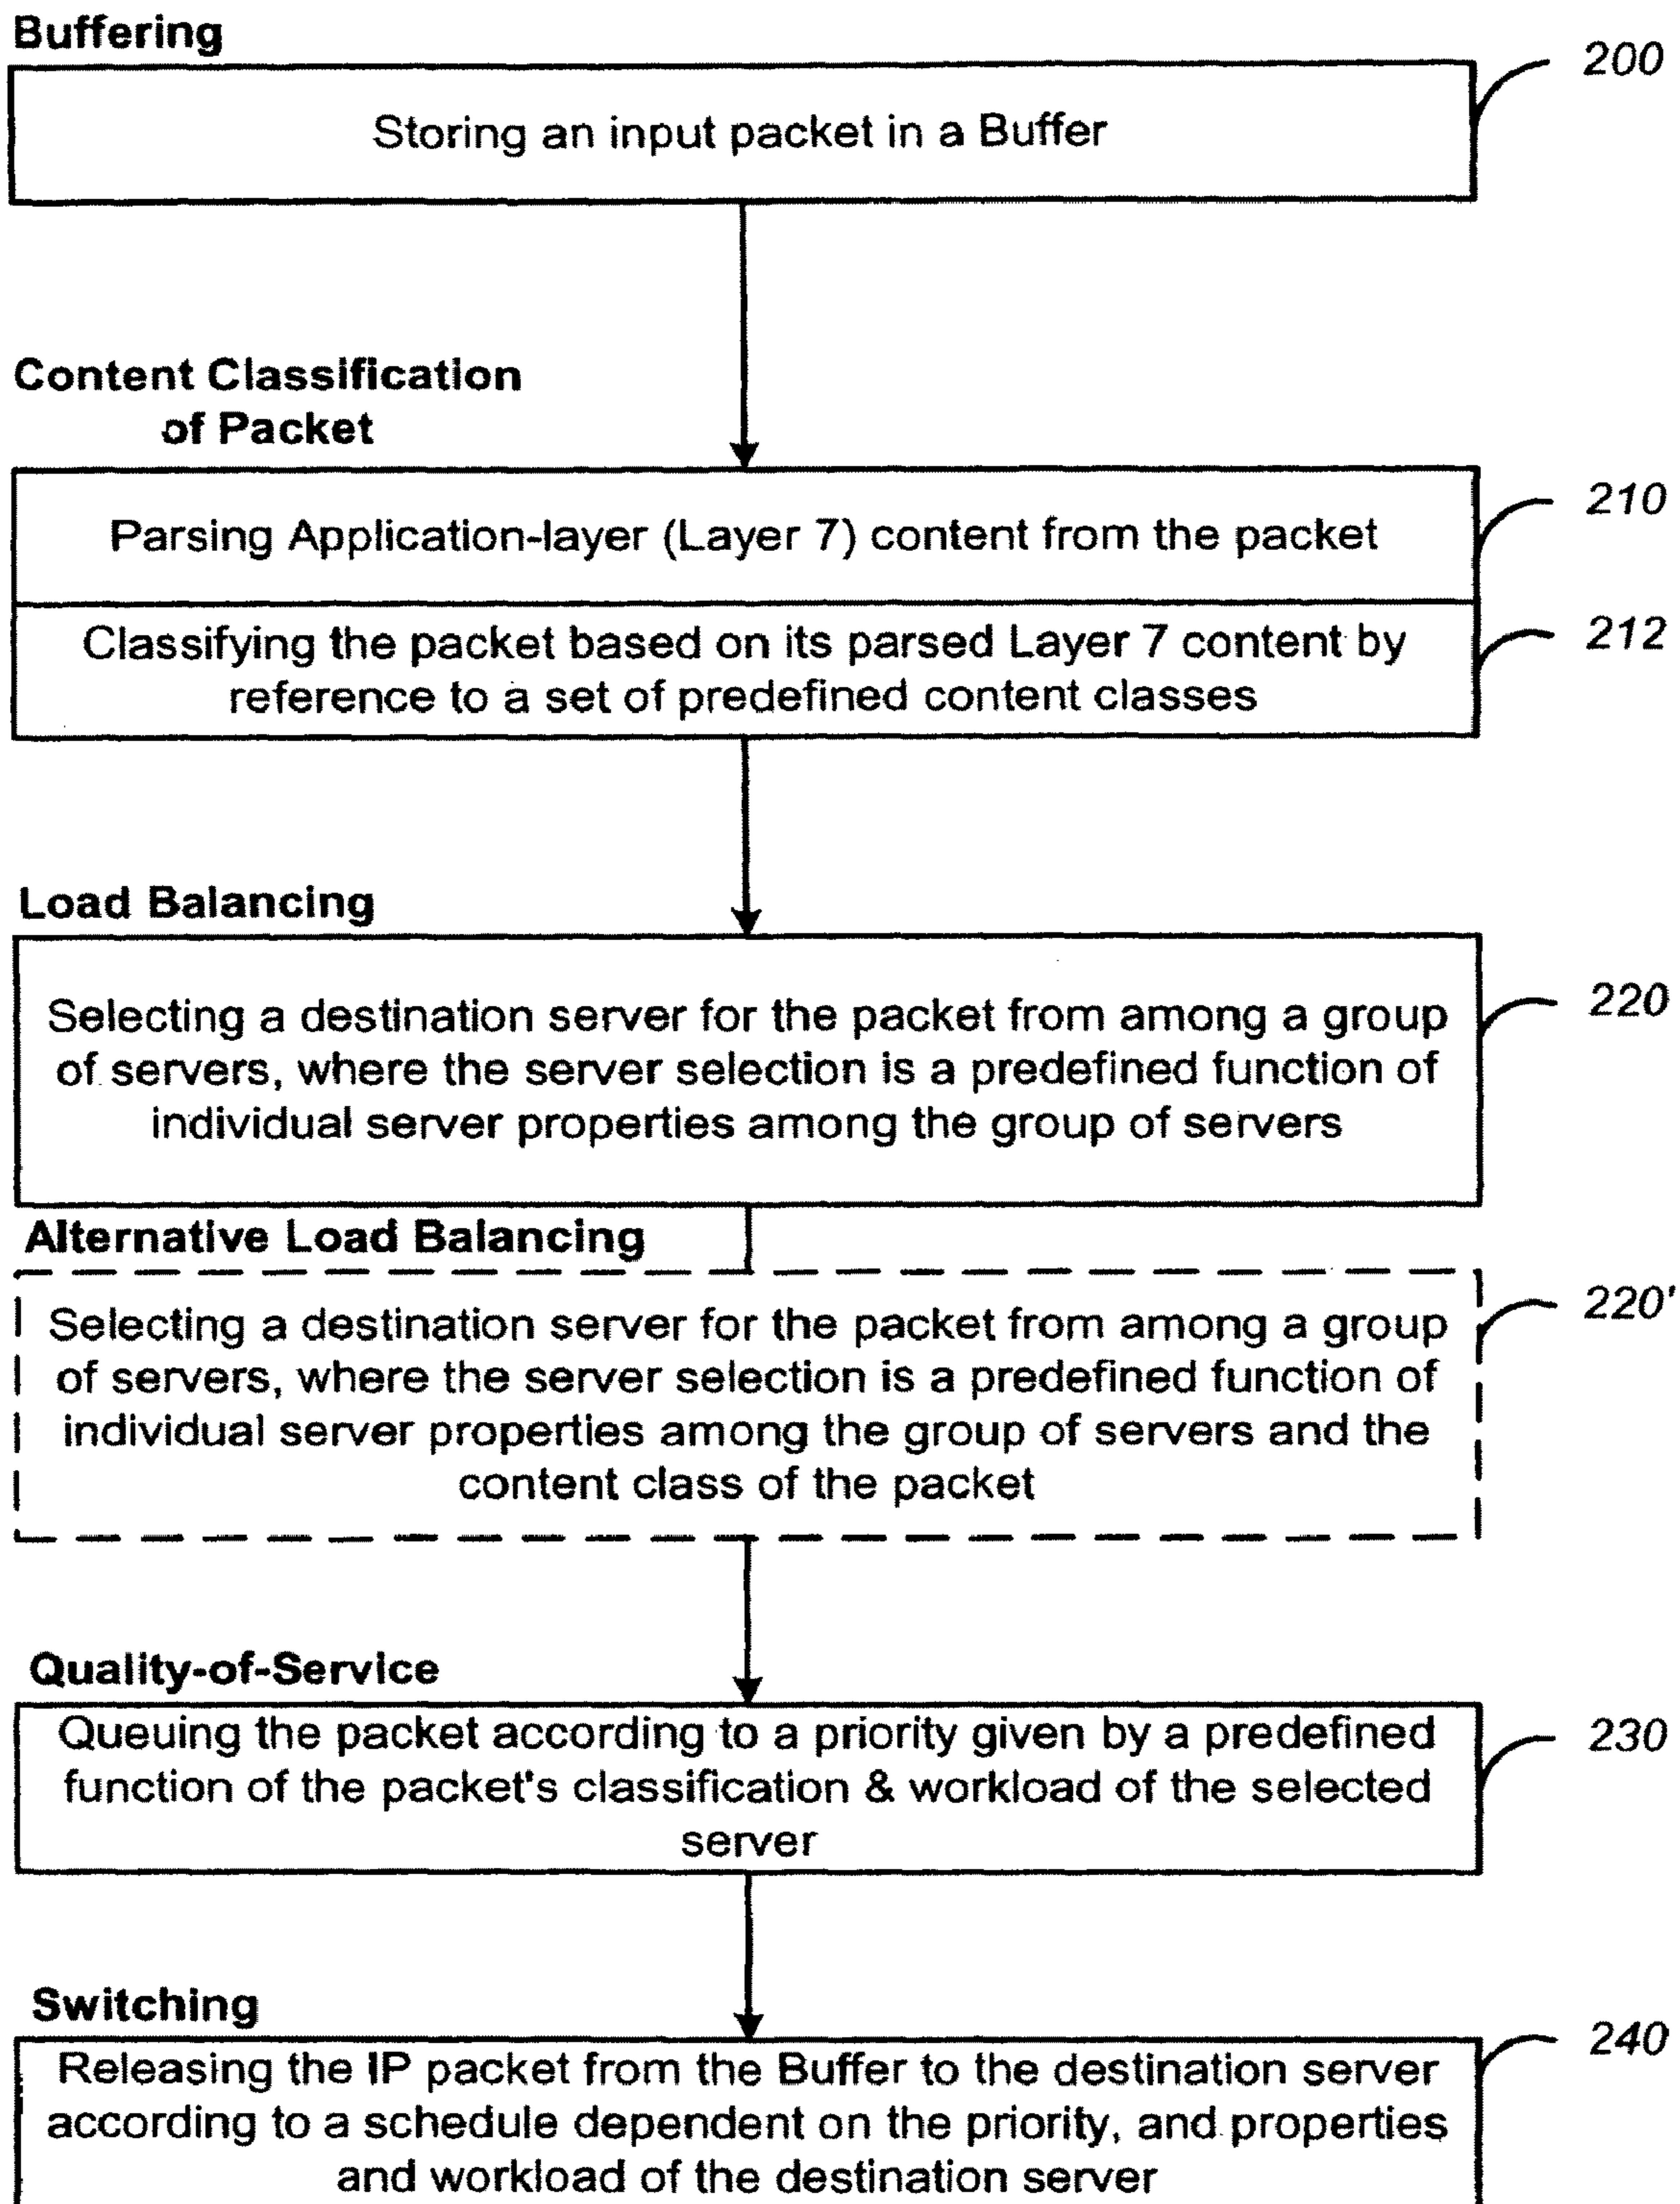 Buffering
200
Storing an input packet in a Buffer
Content Classification
of Packet
210
Parsing Application-layer (Layer 7) content from the packet
212
Classifying the packet based on its parsed Layer 7 content by
reference to a set of predefined content classes
Load Balancing
220
Selecting a destination server for the packet from among a group
of servers, where the server selection is a predefined function of
individual server properties among the group of servers
Alternative Load Balancing
220'
Selecting a destination server for the packet from among a group
of servers, where the server selection is a predefined function of
individual server properties among the group of servers and the
content class of the packet
Quality-of-Service
230
Queuing the packet according to a priority given by a predefined
function of the packet's classification & workload of the selected
server
Switching
240
Releasing the IP packet from the Buffer to the destination server
according to a schedule dependent on the priority, and properties
and workload of the destination server